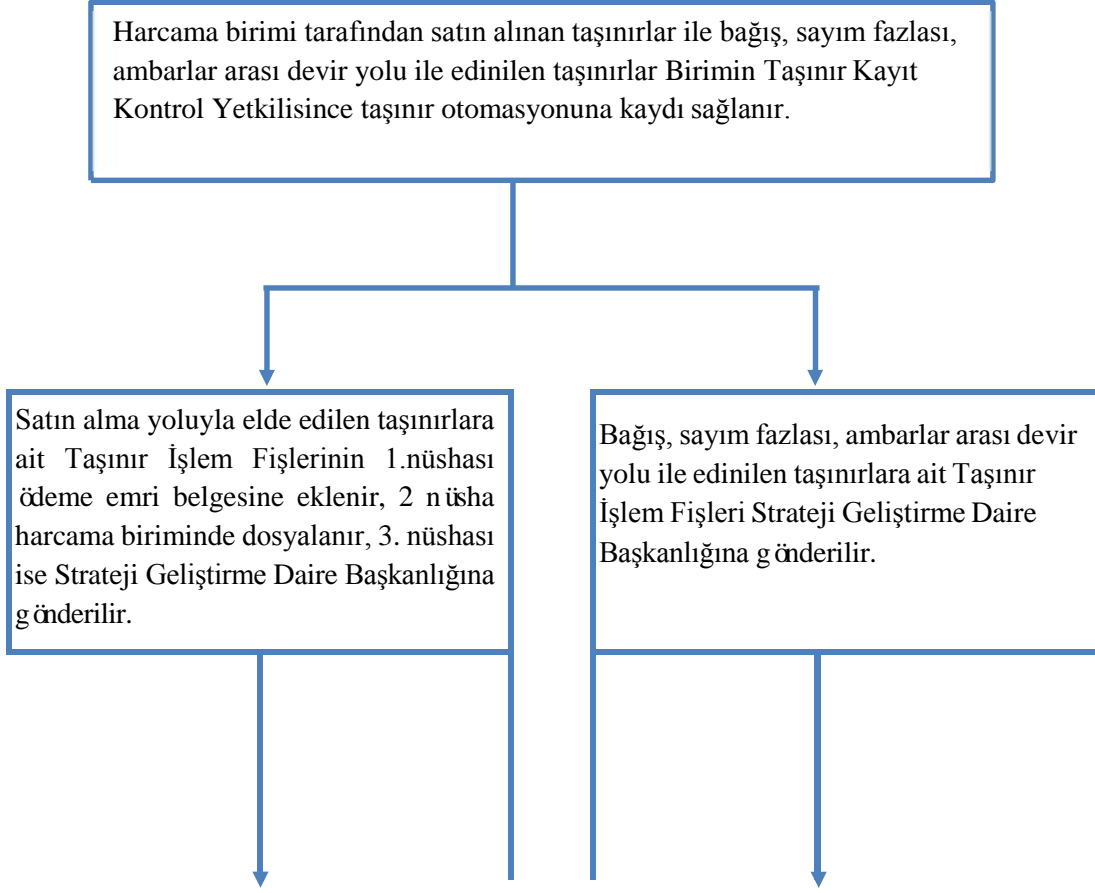 Harcama birimi tarafından satın alınan taşınırlar ile bağış, sayım fazlası,
ambarlar arası devir yolu ile edinilen taşınırlar Birimin Taşınır Kayıt
Kontrol Yetkilisince taşınır otomasyonuna kaydı sağlanır.
Satın alma yoluyla elde edilen taşınırlara
ait Taşınır İşlem Fişlerinin 1.nüshası
ödeme emri belgesine eklenir, 2 nüsha
harcama biriminde dosyalanır, 3. nüshası
ise Strateji Geliştirme Daire Başkanlığına
gönderilir.
Bağış, sayım fazlası, ambarlar arası devir
yolu ile edinilen taşınırlara ait Taşınır
İşlem Fişleri Strateji Geliştirme Daire
Başkanlığına gönderilir.